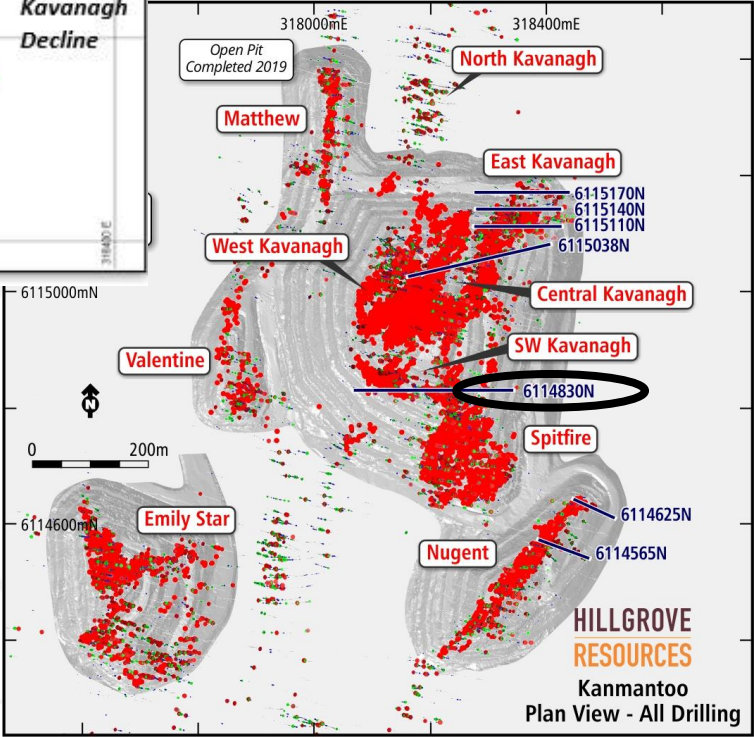 Kavanagh
Decline
318400 E
318000mE
318400mE
Open Pit
Completed 2019
North Kavanagh
Matthew
East Kavanagh
6115170N
6115140N
6115110N
6115038N
West Kavanagh
6115000mN
Central Kavanagh
SW Kavanagh
Valentine
6114830N
N
0
200m
Spitfire
6114600mN
Emily Star
6114625N
Nugent
6114565N
HILLGROVE
RESOURCES
Kanmantoo
Plan View - All Drilling